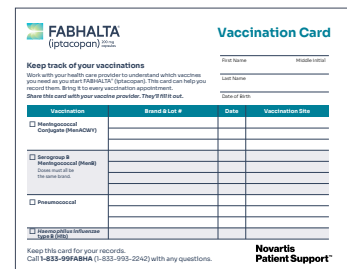 FABHALTA®
(iptacopan) 200 mg capsules
Vaccination Card
First Name Middle Initial
Last Name
Date of Birth
Keep track of your vaccinations
Work with your health care provider to understand which vaccines
you need as you start FABHALTA® (iptacopan). This card can help you
record them. Bring it to every vaccination appointment.
Share this card with your vaccine provider. They'll fill it out.
Vaccination Brand & Lot # Date Vaccination Site
Meningococcal
Conjugate (MenACWY)
Serogroup B
Meningococcal (MenB)
Doses must all be
the same brand
Pneumococcal
Haemophilus Influenzae
type B (Hib)
Keep this card for your records.
Call 1-833-99FABHA (1-833-993-2242) with any questions.
Novartis
Patient Support™